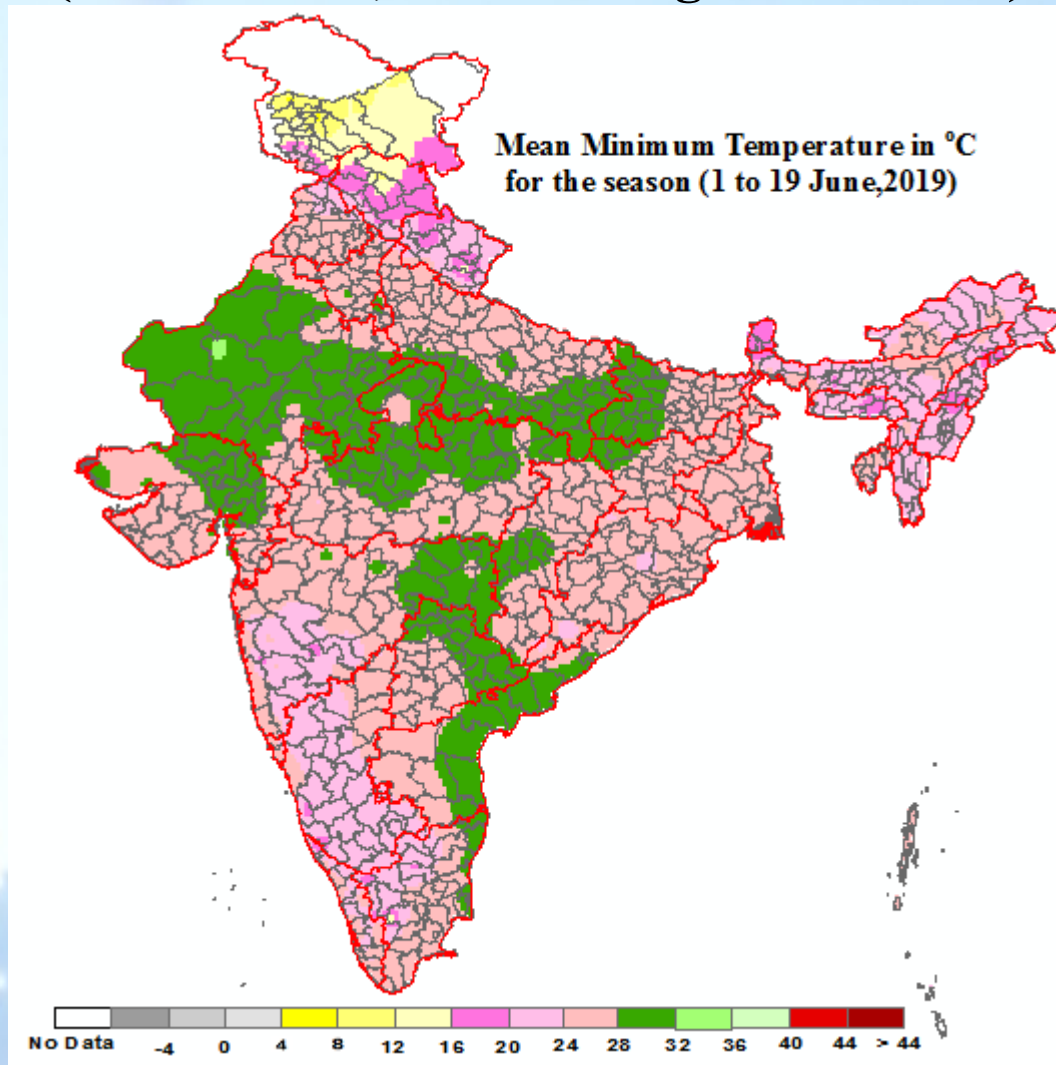 Mean Minimum Temperature in °C
for the season (1 to 19 June,2019)
No Data -4 0 4 8 12 16 20 24 28 32 36 40 44 > 44